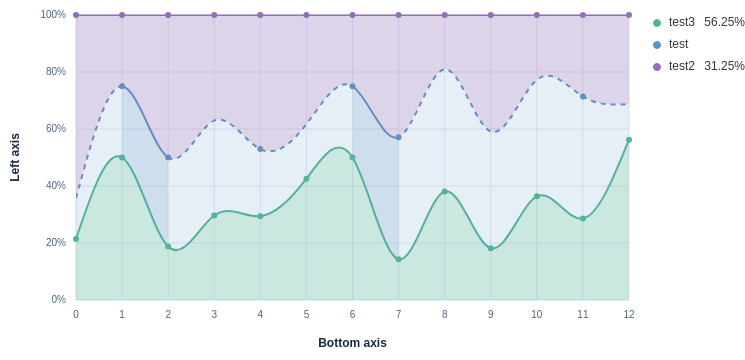 100%
80%
60%
40%
20%
0%
Left axis
0 1 2 3 4 5 6 7 8 9 10 11 12
Bottom axis
test3 56.25%
test
test2 31.25%